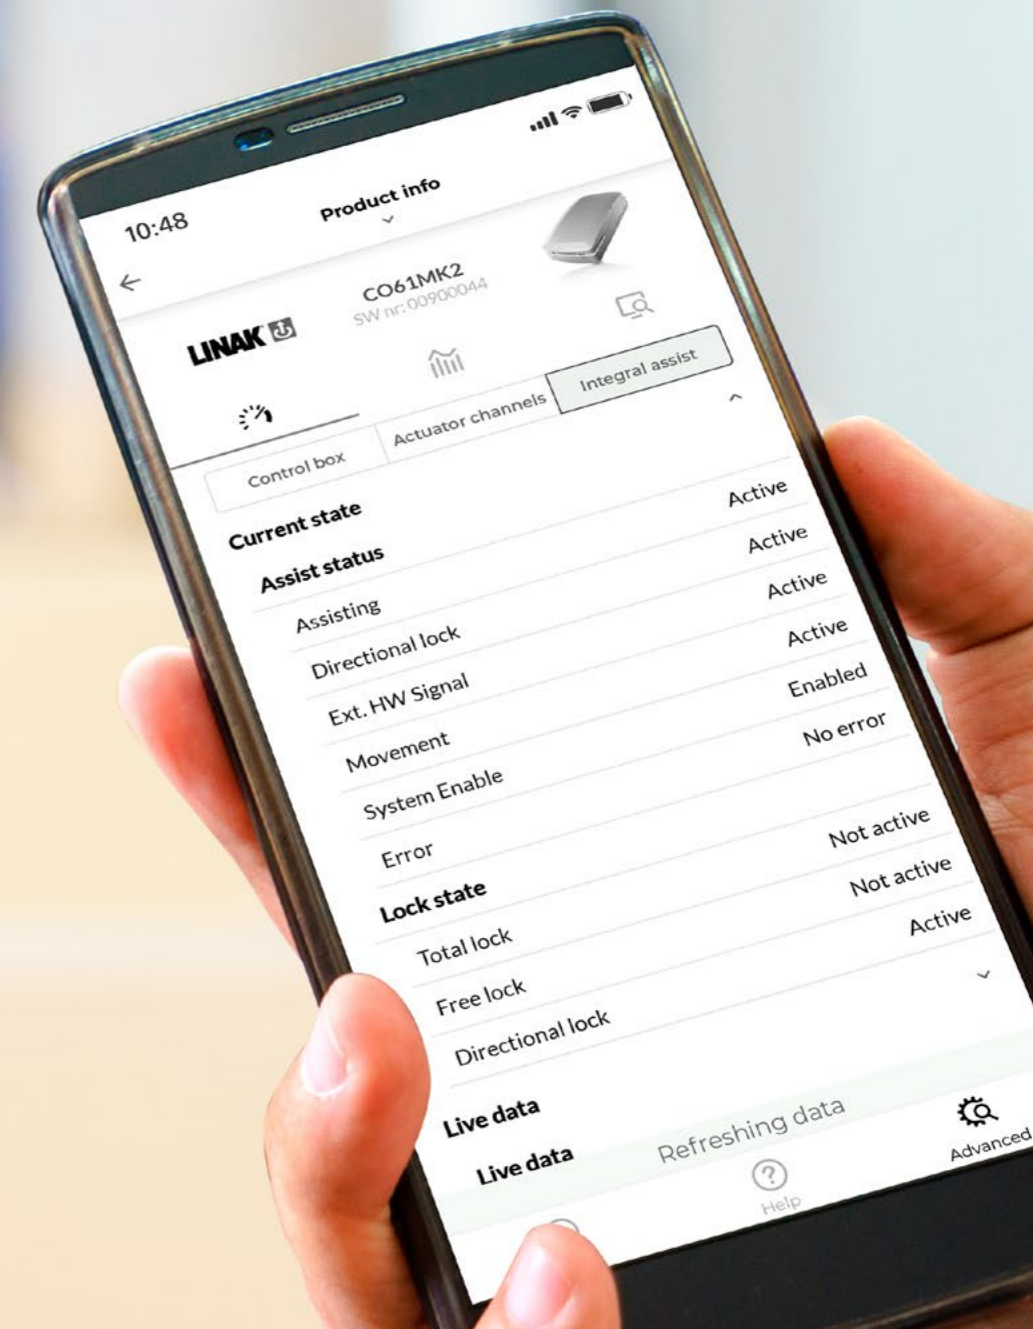 10:48
Product info
CO61MK2
SW nr: 00900044
LINAK
Control box
Actuator channels
Integral assist
Current state
Assist status
Assisting Active
Directional lock Active
Ext. HW Signal Active
Movement Active
System Enable Enabled
Error No error
Lock state
Total lock Not active
Free lock Not active
Directional lock Active
Live data
Live data
Refreshing data
Help
Advanced